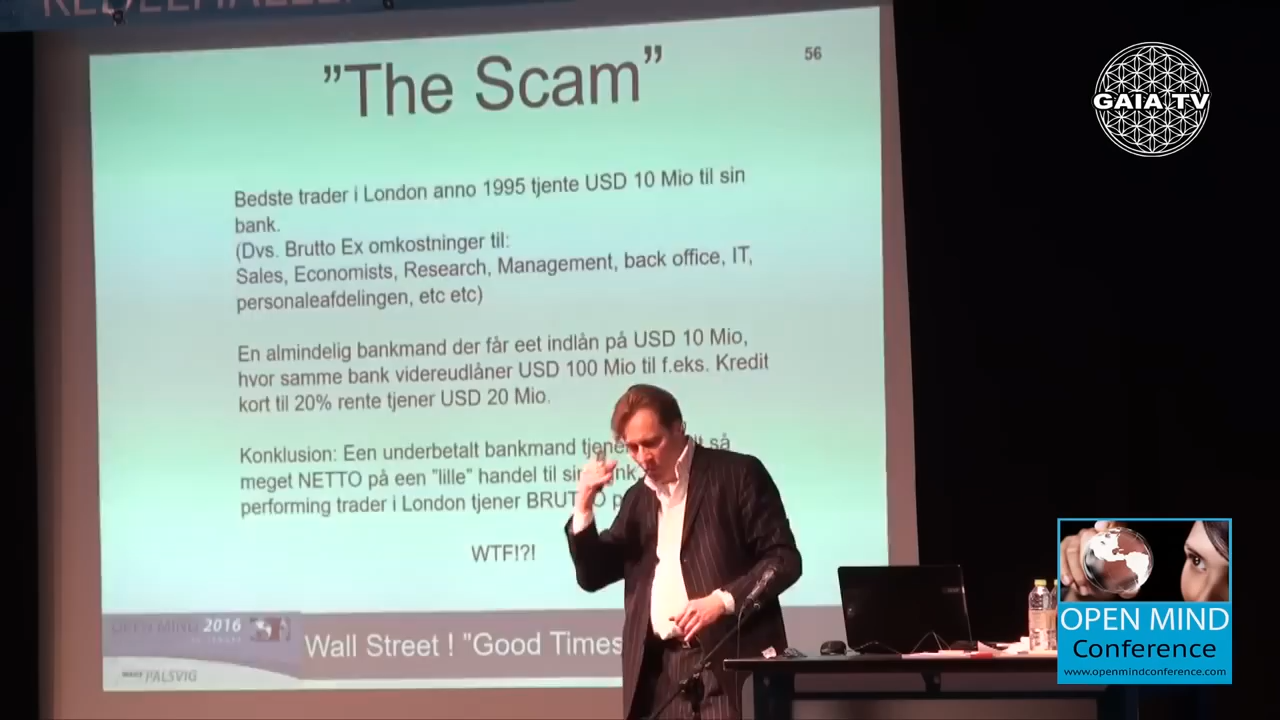 "The Scam"
56
GAIA TV
Bedste trader i London anno 1995 tjente USD 10 Mio til sin
bank.
(Dvs. Brutto Ex omkostninger til:
Sales, Economists, Research, Management, back office, IT,
personaleafdelingen, etc etc)
En almindelig bankmand der får eet indlån på USD 10 Mio,
hvor samme bank videreudlåner USD 100 Mio til f.eks. Kredit
kort til 20% rente tjener USD 20 Mio.
Konklusion: Een underbetalt bankmand så
meget NETTO på een "lille" handel til
performing trader i London tjener
WTF!?!
OPEN MIND 2016
Wall Street ! "Good Times
PALSVIG
OPEN MIND
Conference
www.openmindconference.com